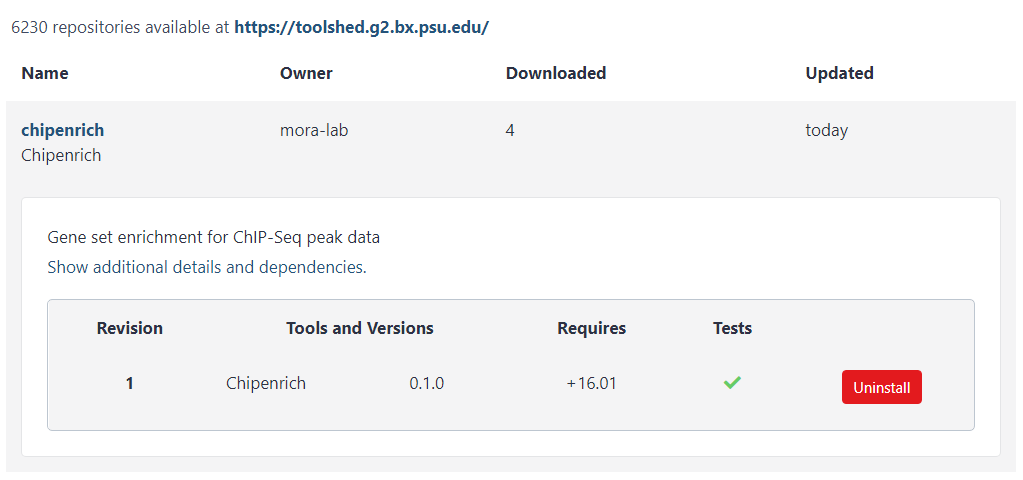 6230 repositories available at https://toolshed.g2.bx.psu.edu/
Name Owner Downloaded Updated
chipenrich mora-lab 4 today
Chipenrich
Gene set enrichment for ChIP-Seq peak data
Show additional details and dependencies.
Revision Tools and Versions Requires Tests
1 Chipenrich 0.1.0 +16.01 Uninstall